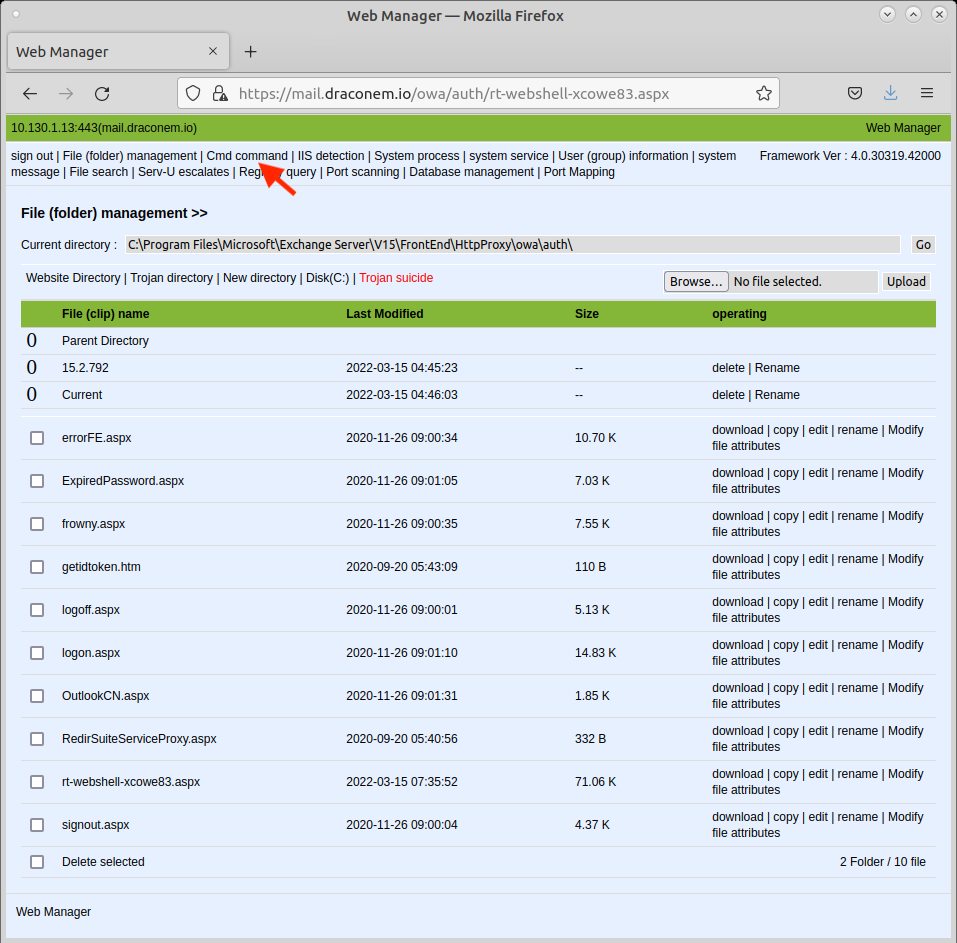 Web Manager — Mozilla Firefox
Web Manager
https://mail.draconem.io/owa/auth/rt-webshell-xcowe83.aspx
10.130.1.13:443(mail.draconem.io) Web Manager
sign out | File (folder) management | Cmd command | IIS detection | System process | system service | User (group) information | system Framework Ver : 4.0.30319.42000
message | File search | Serv-U escalates | query | Port scanning | Database management | Port Mapping
File (folder) management >>
Current directory : C:\Program Files\Microsoft\Exchange Server\V15\FrontEnd\HttpProxy\owa\auth\ Go
Website Directory | Trojan directory | New directory | Disk(C:) | Trojan suicide Browse... No file selected. Upload
File (clip) name Last Modified Size operating
0 Parent Directory
0 15.2.792 2022-03-15 04:45:23 -- delete | Rename
0 Current 2022-03-15 04:46:03 -- delete | Rename
errorFE.aspx 2020-11-26 09:00:34 10.70 K download | copy | edit | rename | Modify
file attributes
ExpiredPassword.aspx 2020-11-26 09:01:05 7.03 K download | copy | edit | rename | Modify
file attributes
frowny.aspx 2020-11-26 09:00:35 7.55 K download | copy | edit | rename | Modify
file attributes
getidtoken.htm 2020-09-20 05:43:09 110 B download | copy | edit | rename | Modify
file attributes
logoff.aspx 2020-11-26 09:00:01 5.13 K download | copy | edit | rename | Modify
file attributes
logon.aspx 2020-11-26 09:01:10 14.83 K download | copy | edit | rename | Modify
file attributes
OutlookCN.aspx 2020-11-26 09:01:31 1.85 K download | copy | edit | rename | Modify
file attributes
RedirSuiteServiceProxy.aspx 2020-09-20 05:40:56 332 B download | copy | edit | rename | Modify
file attributes
rt-webshell-xcowe83.aspx 2022-03-15 07:35:52 71.06 K download | copy | edit | rename | Modify
file attributes
signout.aspx 2020-11-26 09:00:04 4.37 K download | copy | edit | rename | Modify
file attributes
Delete selected 2 Folder / 10 file
Web Manager